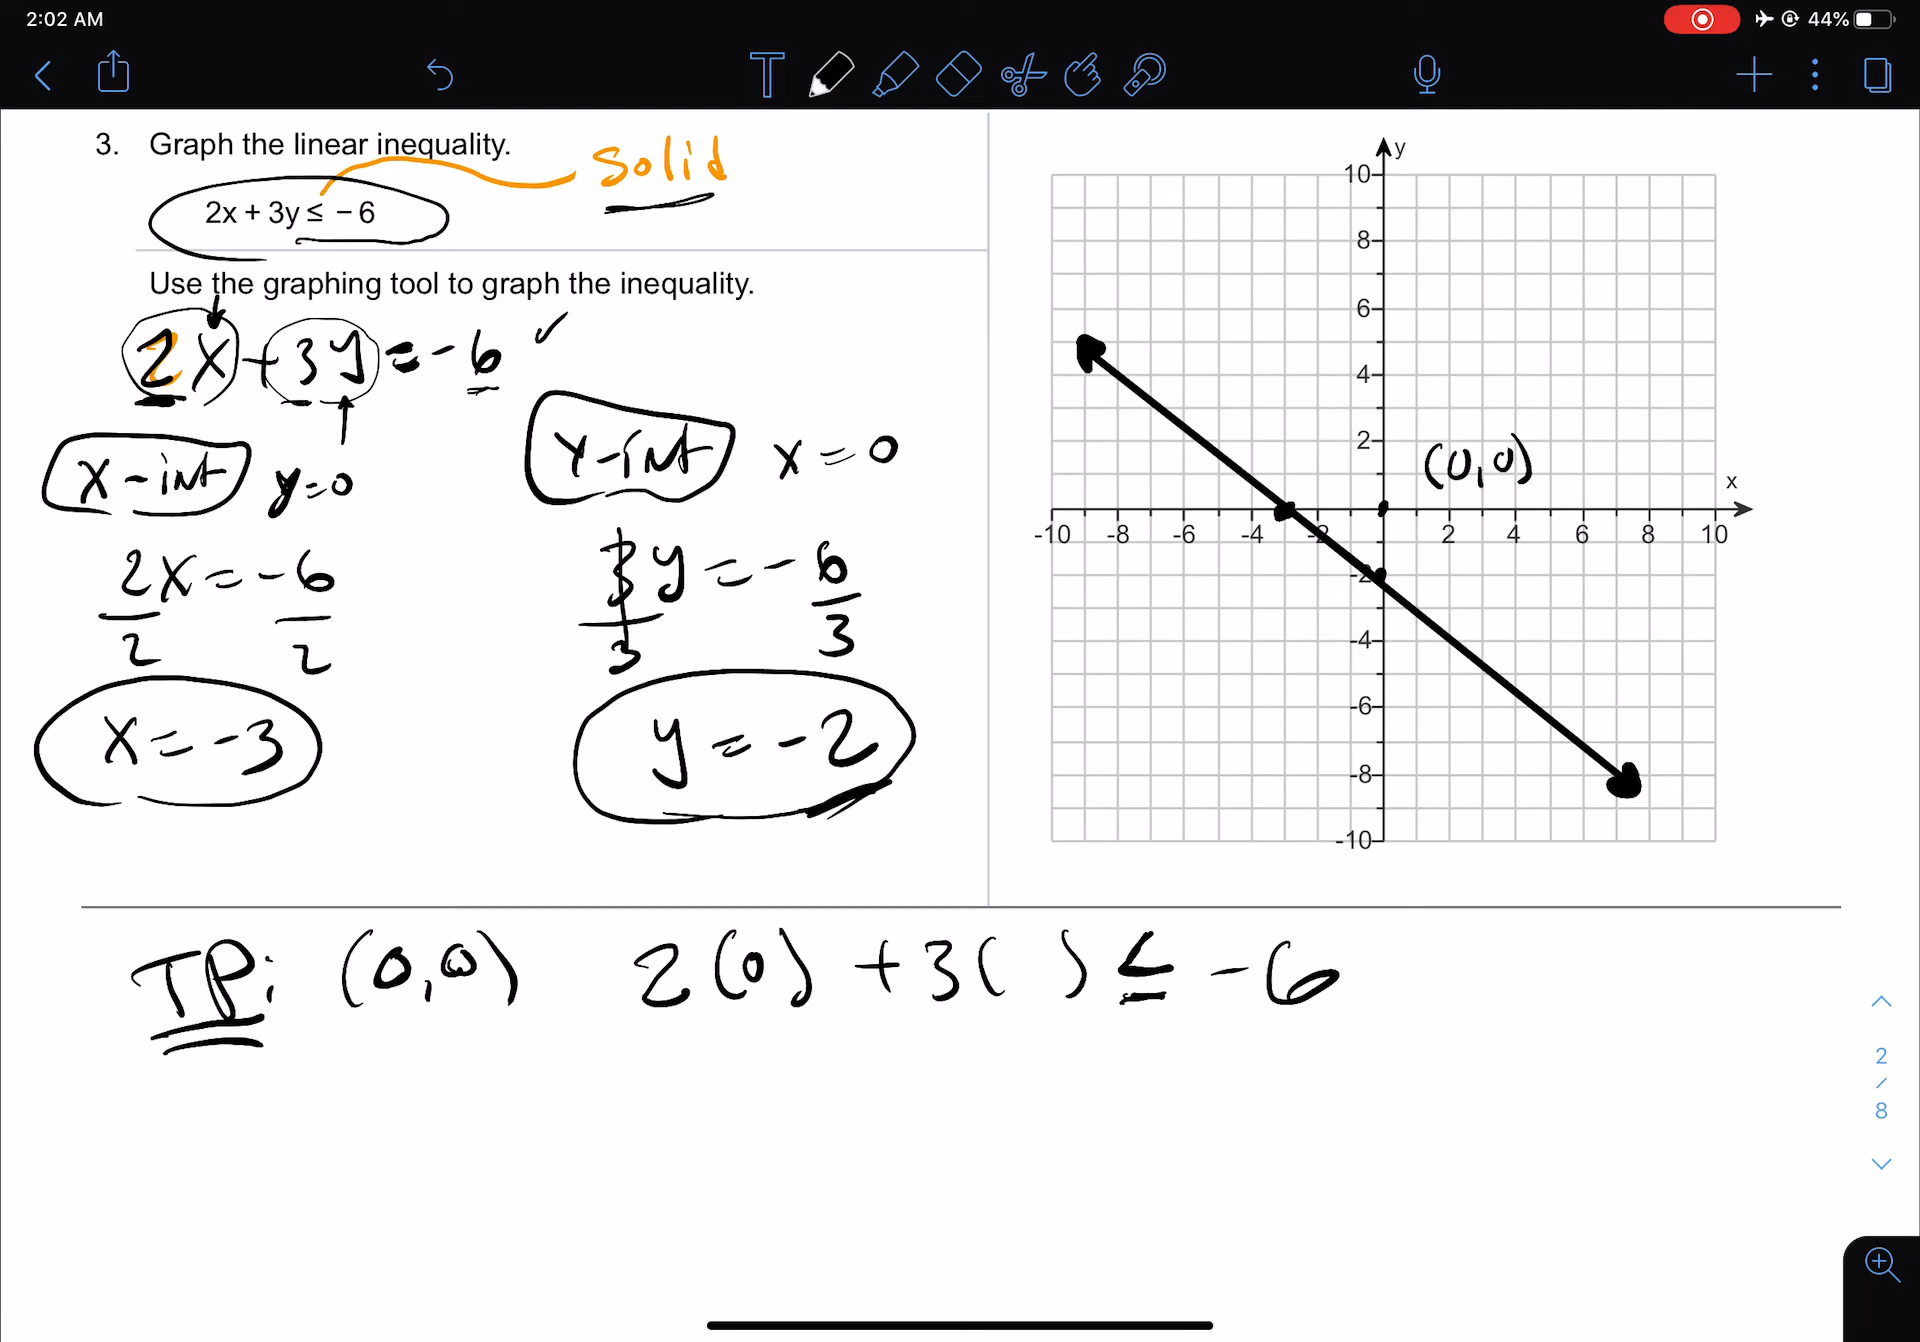 2:02 AM
44%
3. Graph the linear inequality.
Solid
2x + 3y ≤ − 6
Use the graphing tool to graph the inequality.
2x + 3y = -6 ✓
x-int y=0
Y-int x=0
2x = -6
2 2
3y = -6
3 3
x = -3
y = -2
y
x
10
8
6
4
2
-2
-4
-6
-8
-10
-10 -8 -6 -4 -2 2 4 6 8 10
(0,0)
TP: (0,0) 2(0) + 3( ) ≤ -6
2
/
8